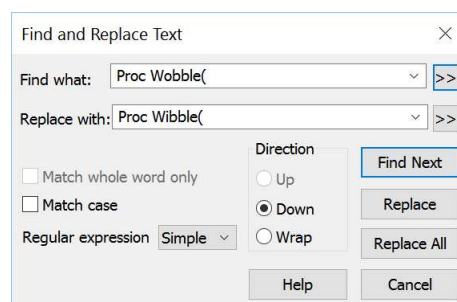 Find and Replace Text
Find what: Proc Wobble( >>
Replace with: Proc Wibble( >>
Direction
Match whole word only
Up
Find Next
Match case
Down
Replace
Regular expression Simple
Wrap
Replace All
Help
Cancel